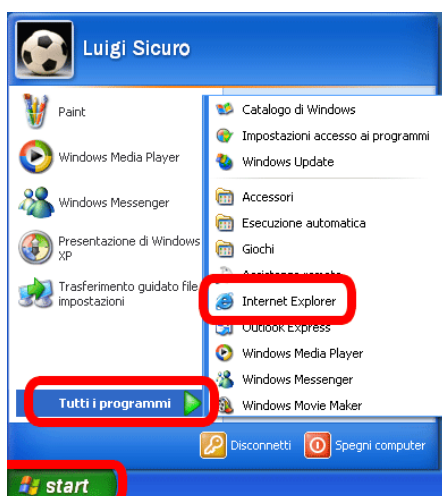 Luigi Sicuro
Paint
Windows Media Player
Windows Messenger
Presentazione di Windows
XP
Trasferimento guidato file
impostazioni
Tutti i programmi
Catalogo di Windows
Impostazioni accesso ai programmi
Windows Update
Accessori
Esecuzione automatica
Giochi
Assistenza remota
Internet Explorer
Outlook Express
Windows Media Player
Windows Messenger
Windows Movie Maker
Disconnetti
Spegni computer
start